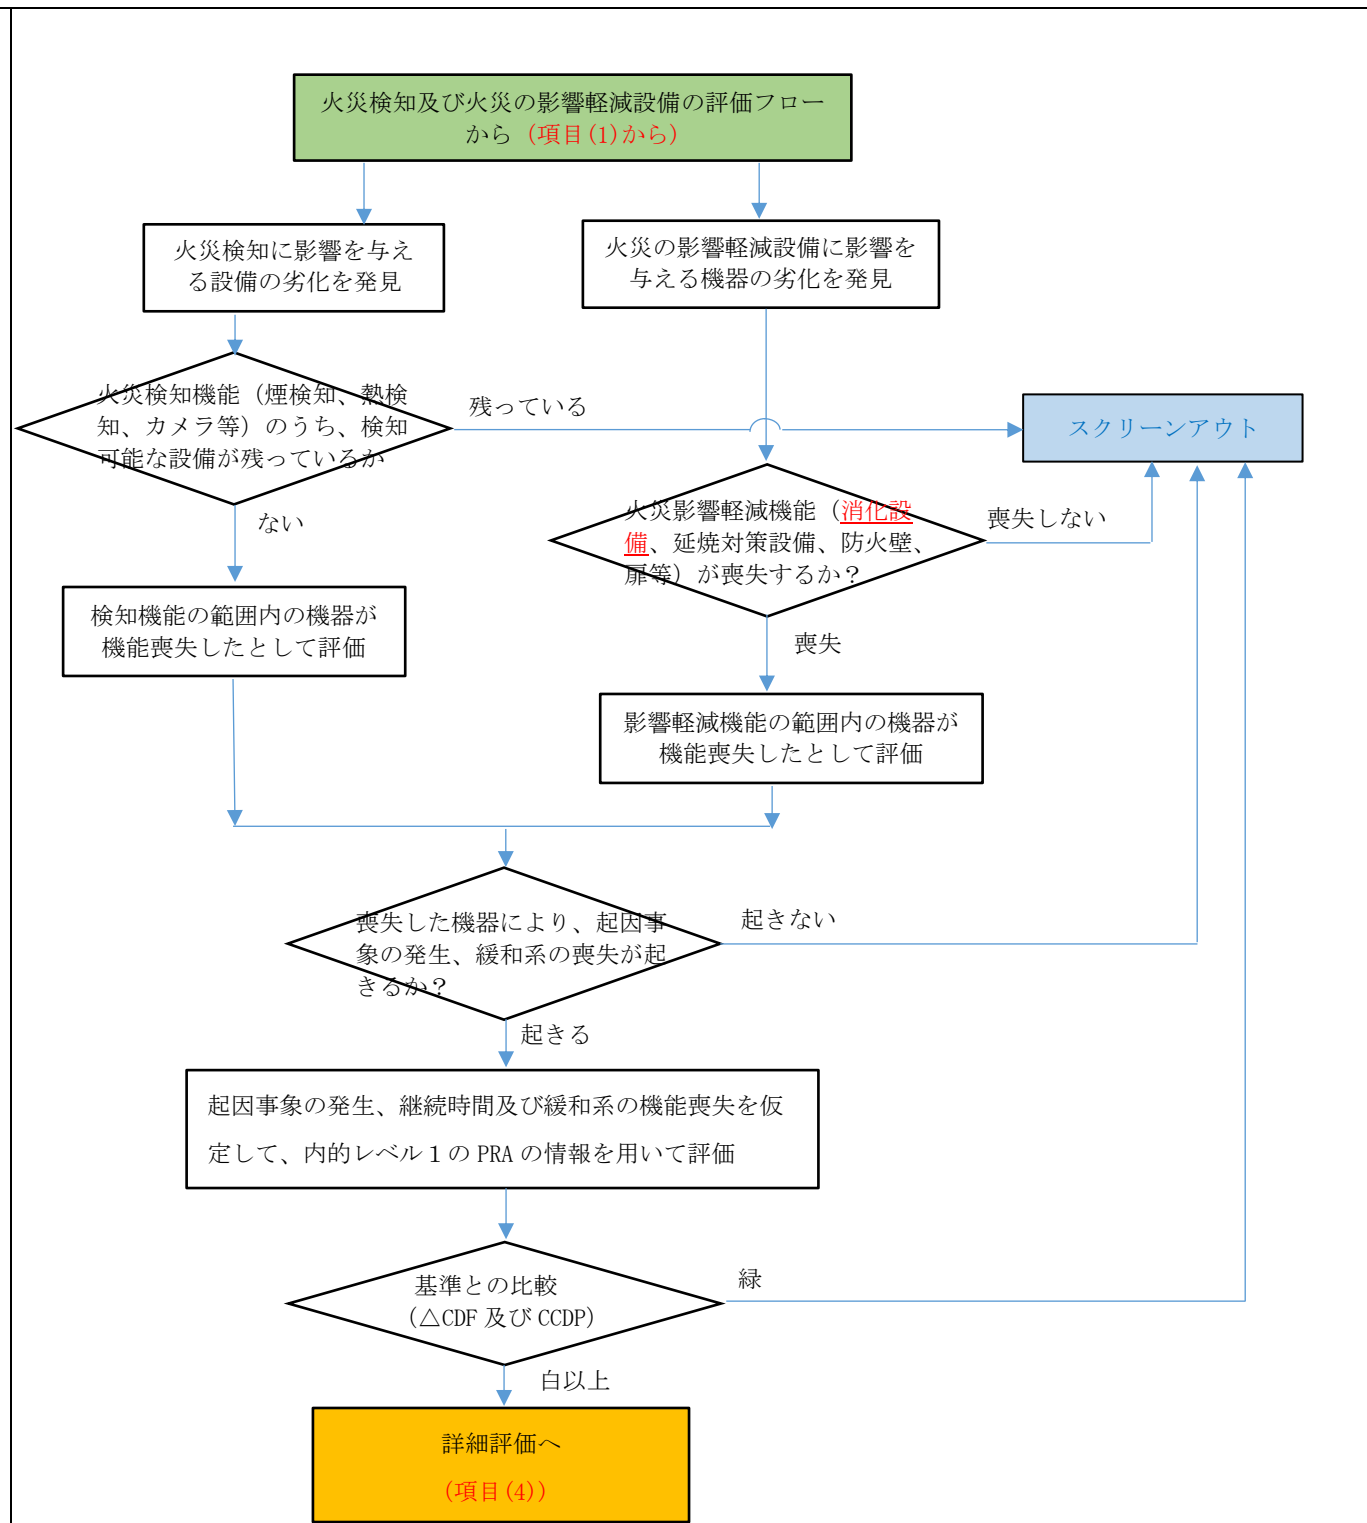 火災検知及び火災の影響軽減設備の評価フロー
から（項目(1)から）
火災検知に影響を与え
る設備の劣化を発見
火災の影響軽減設備に影響を
与える機器の劣化を発見
火災検知機能（煙検知、熱検
知、カメラ等）のうち、検知
可能な設備が残っているか
残っている
スクリーンアウト
ない
火災影響軽減機能（消化設
備、延焼対策設備、防火壁、
扉等）が喪失するか？
喪失しない
検知機能の範囲内の機器が
機能喪失したとして評価
喪失
影響軽減機能の範囲内の機器が
機能喪失したとして評価
喪失した機器により、起因事
象の発生、緩和系の喪失が起
きるか？
起きない
起きる
起因事象の発生、継続時間及び緩和系の機能喪失を仮
定して、内的レベル１の PRA の情報を用いて評価
基準との比較
（△CDF 及び CCDP）
緑
白以上
詳細評価へ
（項目(4)）